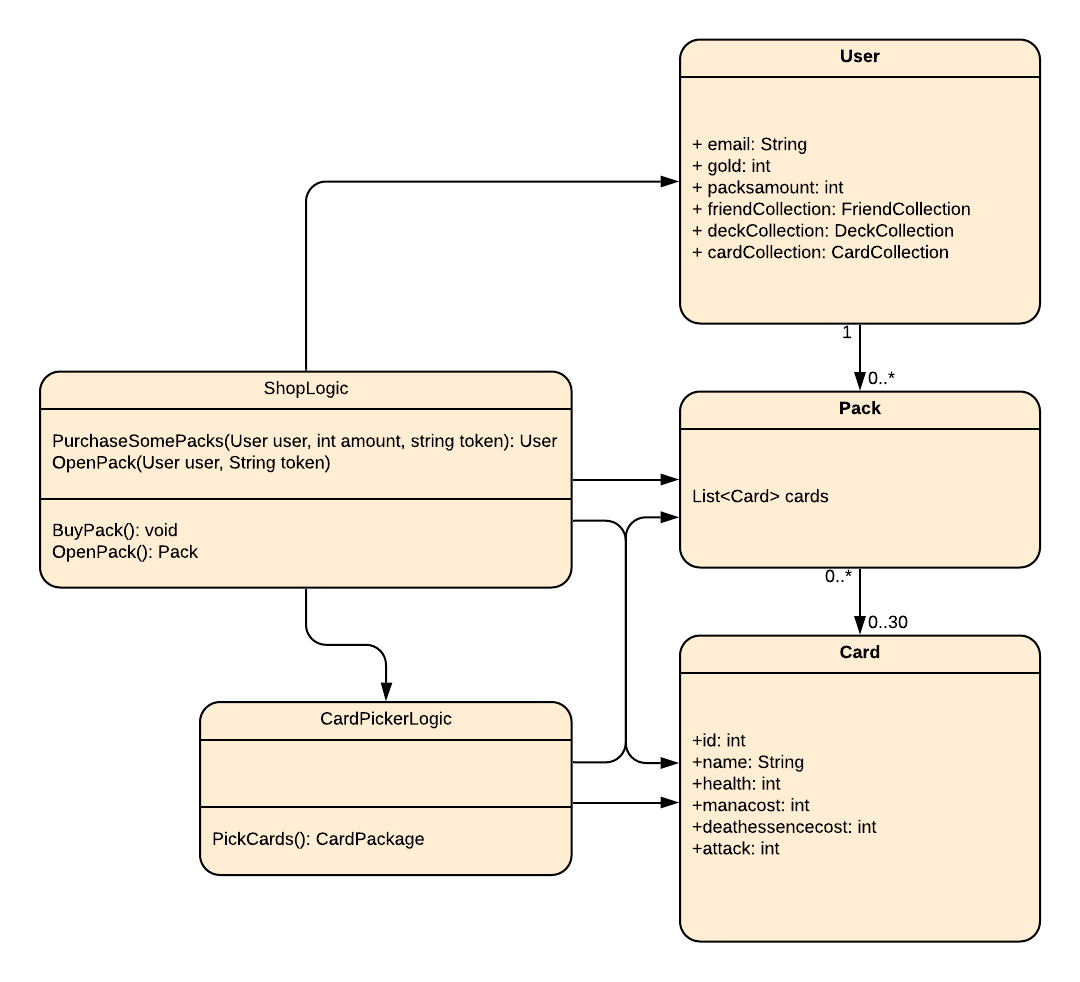 User
+ email: String
+ gold: int
+ packsamount: int
+ friendCollection: FriendCollection
+ deckCollection: DeckCollection
+ cardCollection: CardCollection
1
0..*
ShopLogic
PurchaseSomePacks(User user, int amount, string token): User
OpenPack(User user, String token)
BuyPack(): void
OpenPack(): Pack
Pack
List<Card> cards
0..*
0..30
CardPickerLogic
PickCards(): CardPackage
Card
+id: int
+name: String
+health: int
+manacost: int
+deathessencecost: int
+attack: int